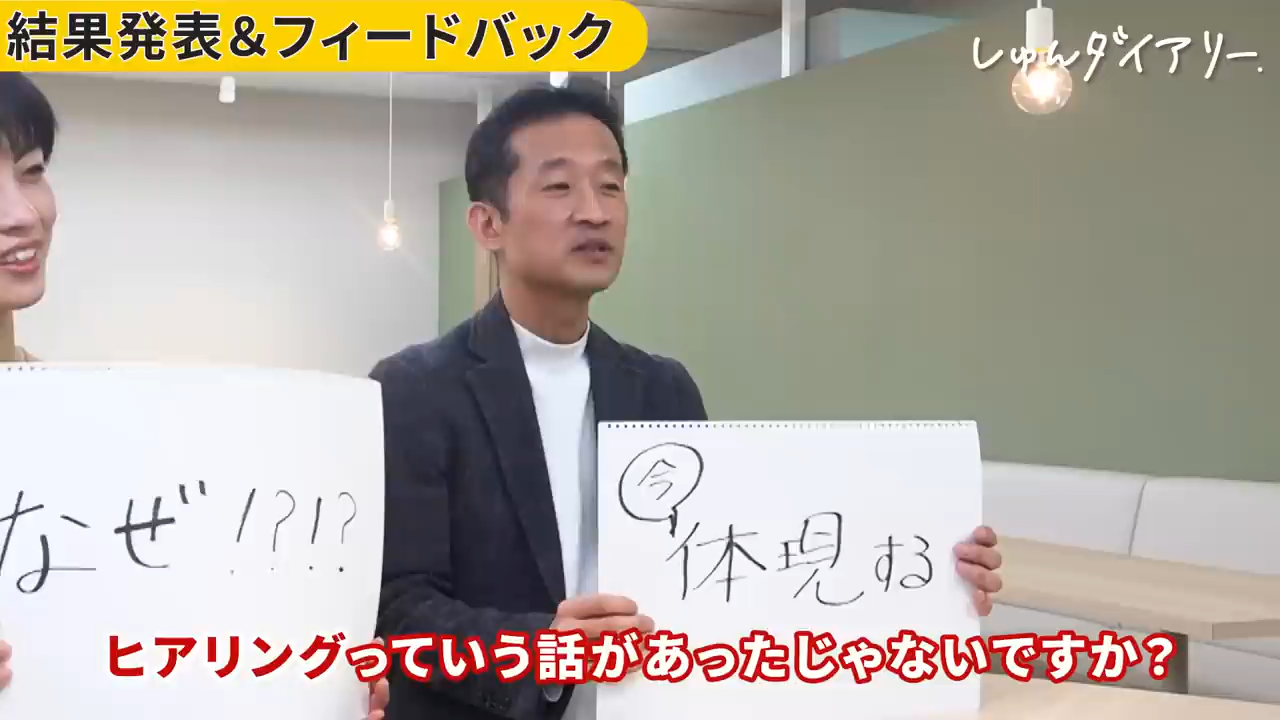 結果発表&フィードバック
しゅんダイアリー.
なぜ!?!?
今
体現する
ヒアリングっていう話があったじゃないですか?